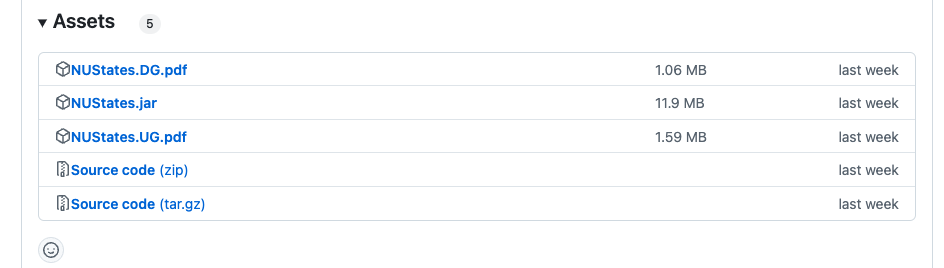 Assets 5
NUStates.DG.pdf 1.06 MB last week
NUStates.jar 11.9 MB last week
NUStates.UG.pdf 1.59 MB last week
Source code (zip) last week
Source code (tar.gz) last week